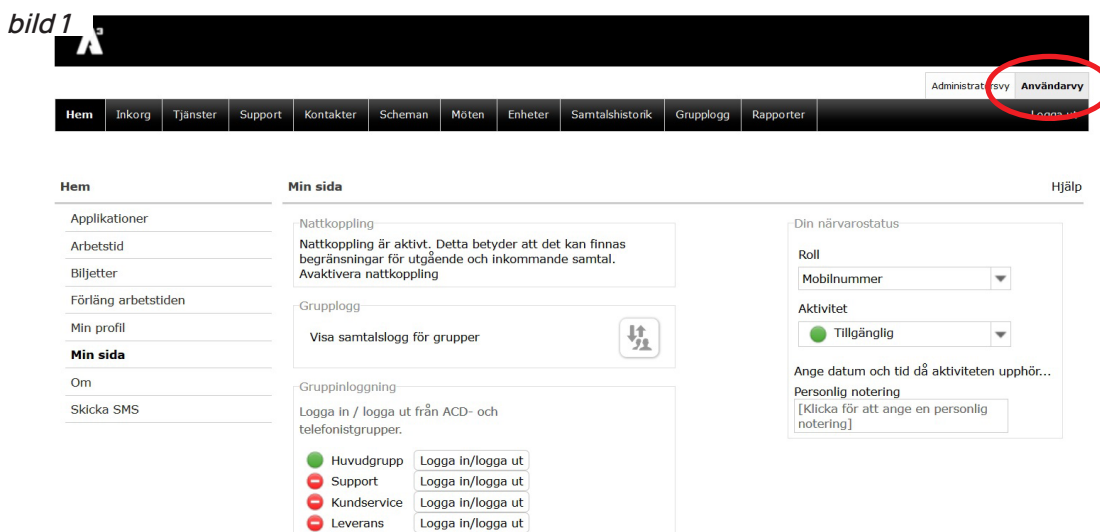 bild 1
A3
Administratörsvy Användarvy
Hem Inkorg Tjänster Support Kontakter Scheman Möten Enheter Samtalshistorik Grupplogg Rapporter Logga ut
Hem
Applikationer
Arbetstid
Biljetter
Förläng arbetstiden
Min profil
Min sida
Om
Skicka SMS
Min sida
Hjälp
Nattkoppling
Nattkoppling är aktivt. Detta betyder att det kan finnas
begränsningar för utgående och inkommande samtal.
Avaktivera nattkoppling
Grupplogg
Visa samtalslogg för grupper
Gruppinloggning
Logga in / logga ut från ACD- och
telefonistgrupper.
Huvudgrupp Logga in/logga ut
Support Logga in/logga ut
Kundservice Logga in/logga ut
Leverans Logga in/logga ut
Din närvarostatus
Roll
Mobilnummer
Aktivitet
Tillgänglig
Ange datum och tid då aktiviteten upphör...
Personlig notering
[Klicka för att ange en personlig
notering]